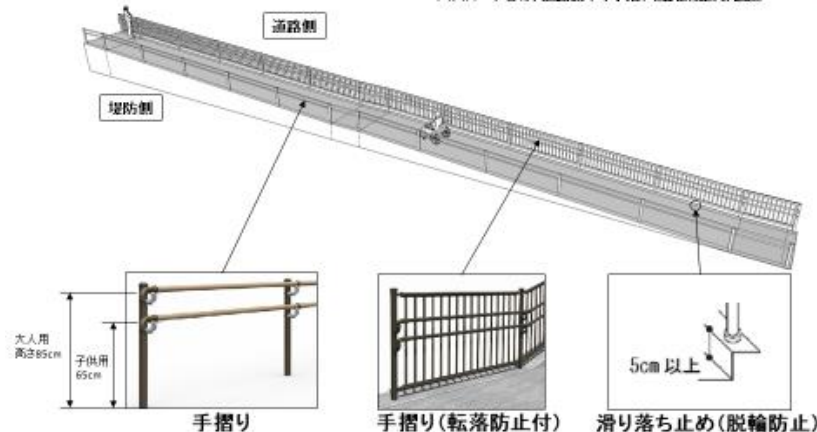 道路側
堤防側
大人用
高さ85cm
子供用
65cm
5cm 以上
手摺り
手摺り(転落防止付)
滑り落ち止め(脱輪防止)